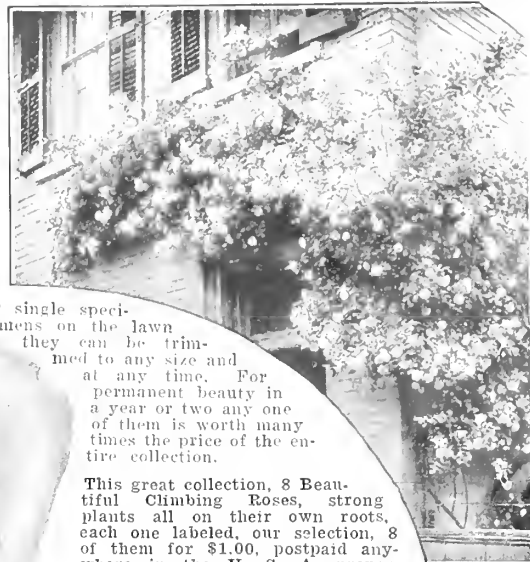 single speci-
mens on the lawn
they can be trim-
med to any size and
at any time. For
permanent beauty in
a year or two any one
of them is worth many
times the price of the en-
tire collection.
This great collection, 8 Beau-
tiful Climbing Roses, strong
plants all on their own roots,
each one labeled, our selection, 8
of them for $1.00, postpaid any-
where in the U. S. A.